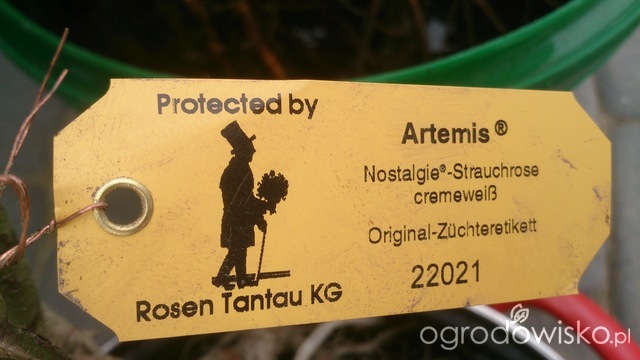 Protected by
Rosen Tantau KG
Artemis®
Nostalgie®-Strauchrose
cremeweiß
Original-Züchteretikett
22021
ogrodowisko.pl